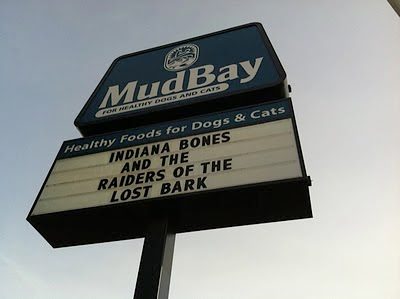 MudBay
FOR HEALTHY DOGS AND CATS
Healthy Foods for Dogs & Cats
INDIANA BONES
AND THE
RAIDERS OF THE
LOST BARK